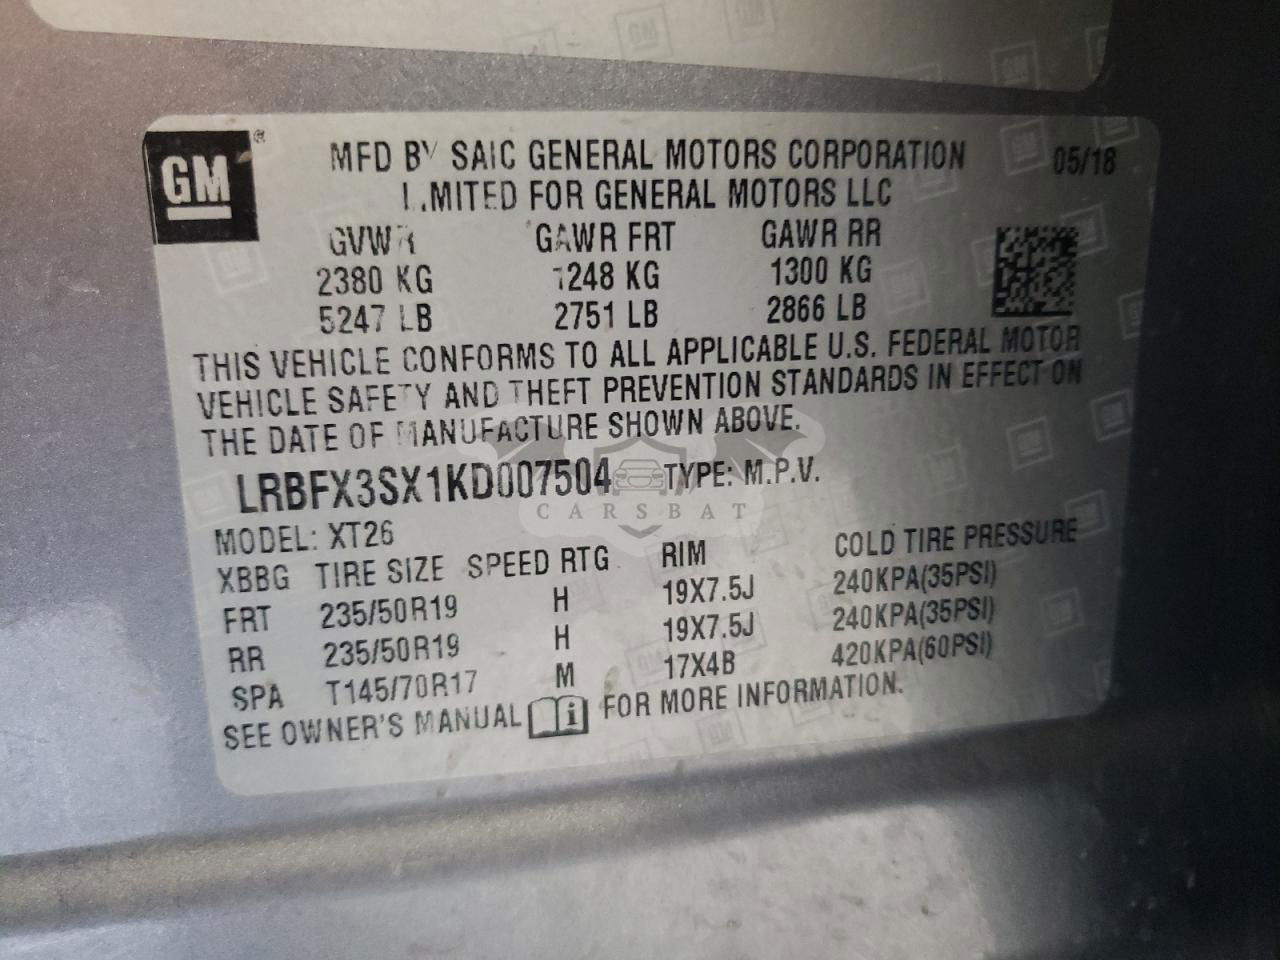 GM
MFD BY SAIC GENERAL MOTORS CORPORATION 05/18
LIMITED FOR GENERAL MOTORS LLC
GVWR GAWR FRT GAWR RR
2380 KG 1248 KG 1300 KG
5247 LB 2751 LB 2866 LB
THIS VEHICLE CONFORMS TO ALL APPLICABLE U.S. FEDERAL MOTOR
VEHICLE SAFETY AND THEFT PREVENTION STANDARDS IN EFFECT ON
THE DATE OF MANUFACTURE SHOWN ABOVE.
LRBFX3SX1KD007504 TYPE: M.P.V.
CARSBAT
MODEL: XT26
XBBG TIRE SIZE SPEED RTG RIM COLD TIRE PRESSURE
FRT 235/50R19 H 19X7.5J 240KPA(35PSI)
RR 235/50R19 H 19X7.5J 240KPA(35PSI)
SPA T145/70R17 M 17X4B 420KPA(60PSI)
SEE OWNER'S MANUAL i FOR MORE INFORMATION.